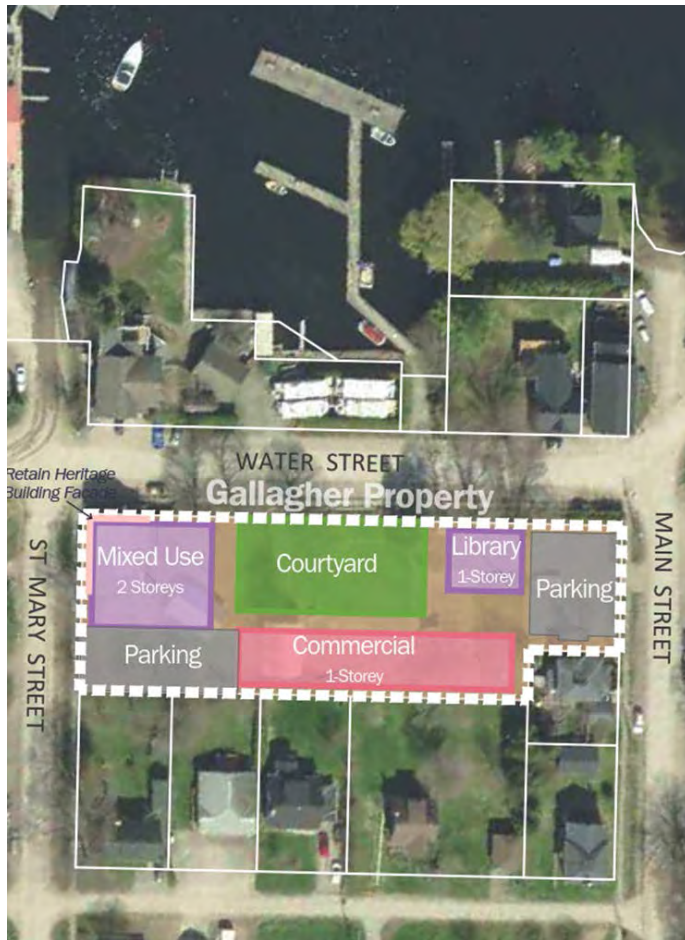 WATER STREET
Retain Heritage
Building Facade
Gallagher Property
Mixed Use
2 Storeys
Courtyard
Library
1-Storey
Parking
Parking
Commercial
1-Storey
ST MARY STREET
MAIN STREET